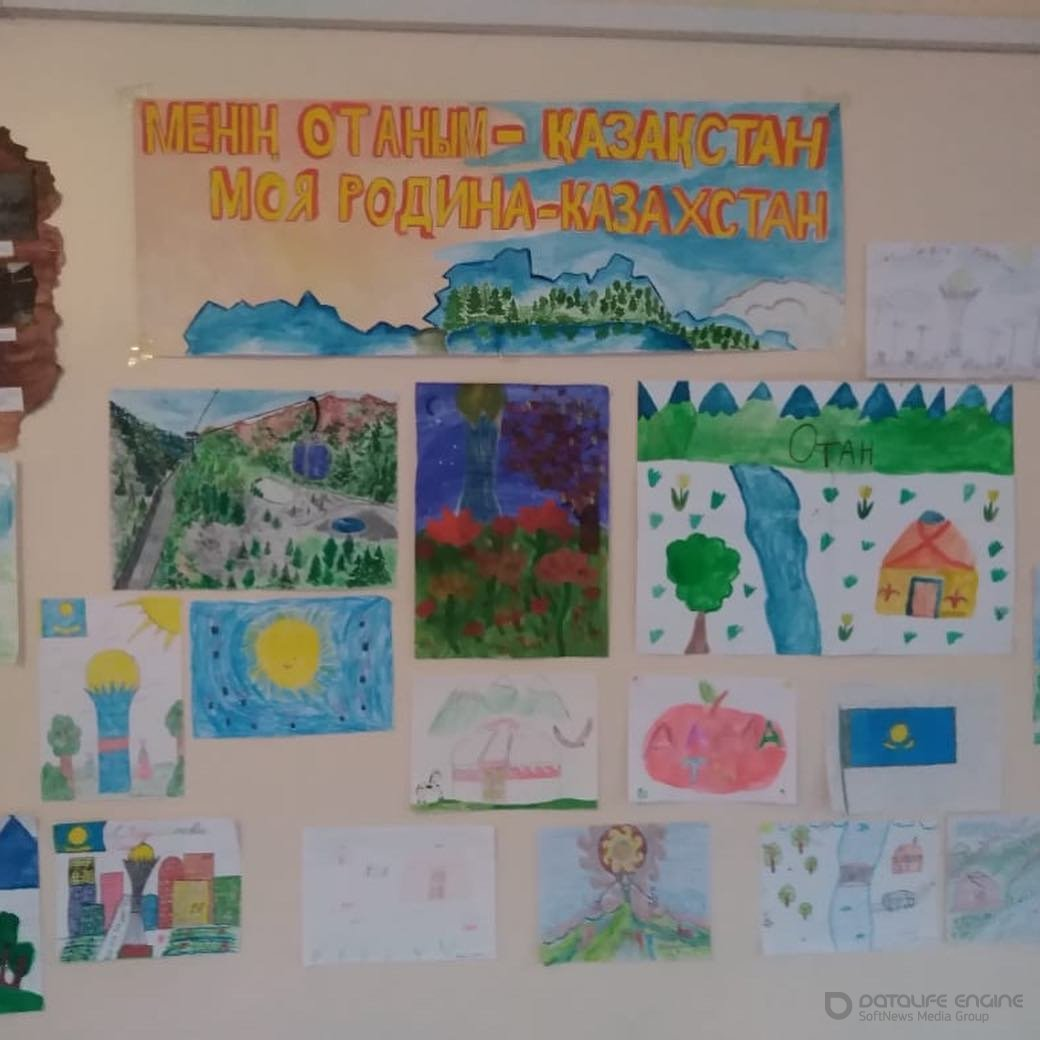 МЕНІҢ ОТАНЫМ - ҚАЗАҚСТАН
МОЯ РОДИНА-КАЗАХСТАН
ОТАН
DATALIFE ENGINE
SoftNews Media Group